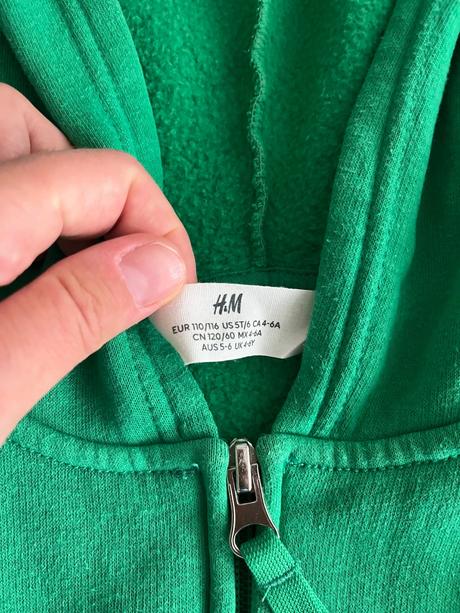 H&M
EUR 110/116 US 5T/6 CA 4-6A
CN 120/60 MX 4-6A
AUS 5-6 UK 4-6Y